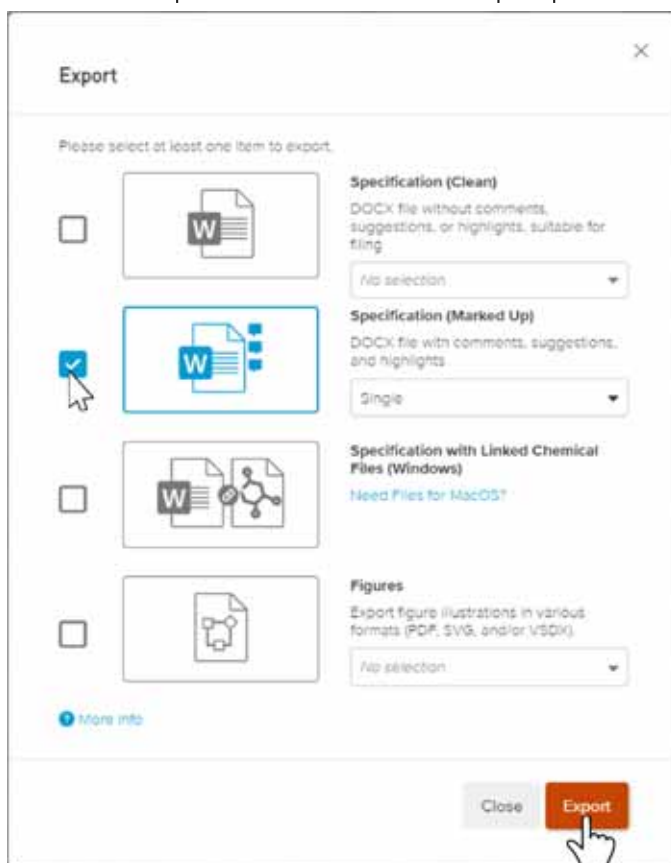 Export
Please select at least one item to export.
Specification (Clean)
DOCX file without comments,
suggestions, or highlights, suitable for
filing
W
No selection
Specification (Marked Up)
DOCX file with comments, suggestions,
and highlights
W
Single
Specification with Linked Chemical
Files (Windows)
Need Files for MacOS?
W
Figures
Export figure illustrations in various
formats (PDF, SVG, and/or VSDX)
No selection
? More info
Close
Export